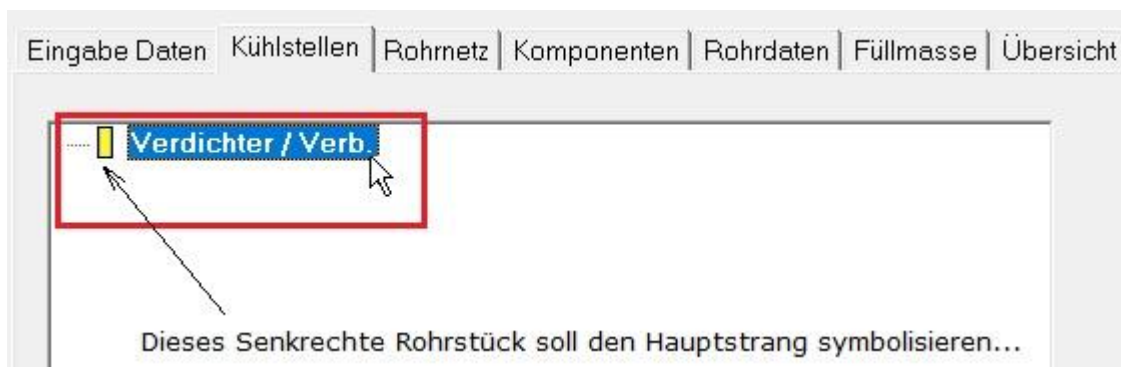 Eingabe Daten Kühlstellen Rohrnetz Komponenten Rohrdaten Füllmasse Übersicht
Verdichter / Verb.
Dieses Senkrechte Rohrstück soll den Hauptstrang symbolisieren...